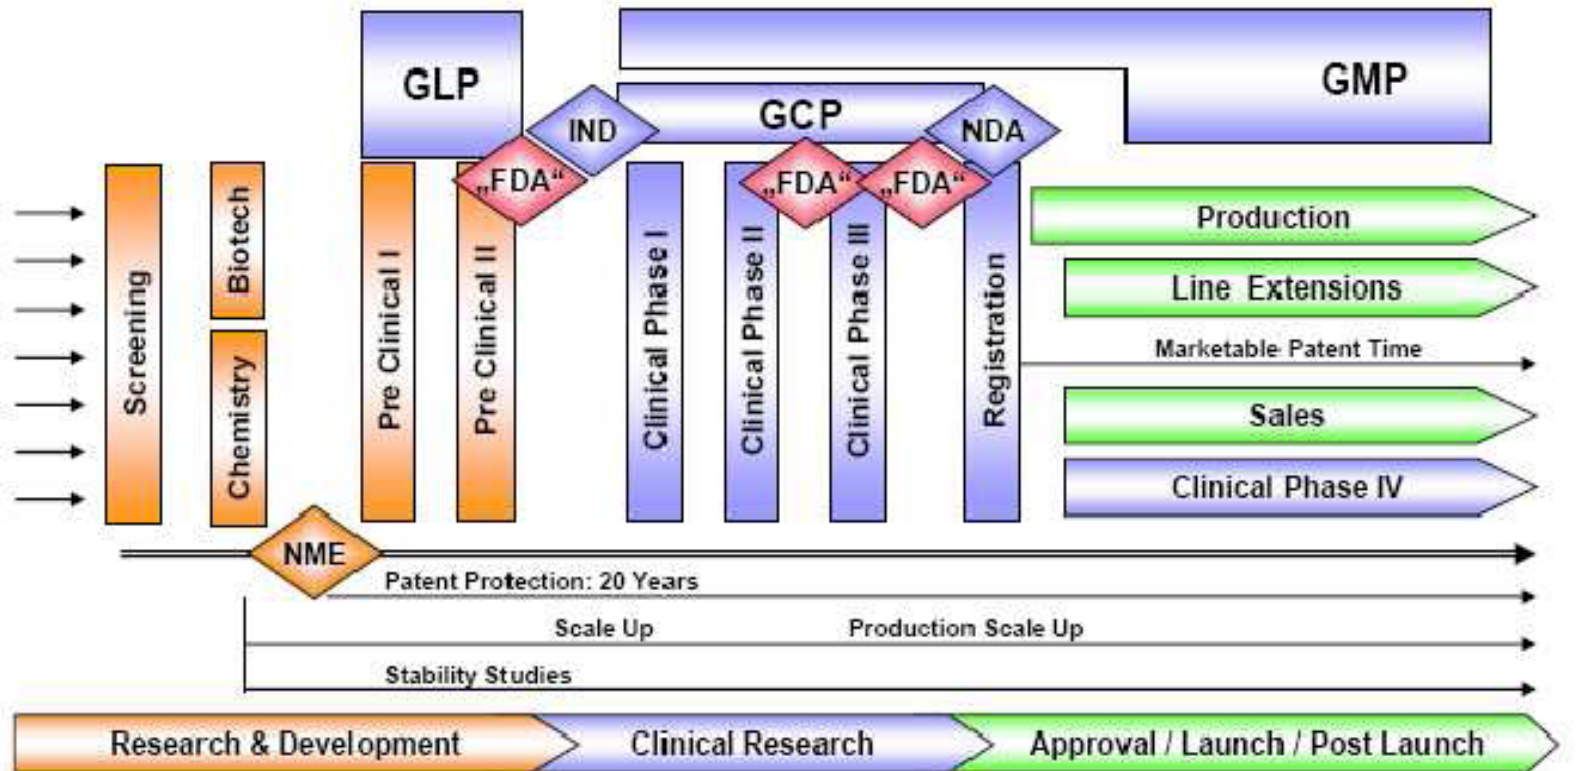 GLP
GMP
GCP
IND
NDA
„FDA“
„FDA“
„FDA“
Screening
Biotech
Chemistry
Pre Clinical I
Pre Clinical II
Clinical Phase I
Clinical Phase II
Clinical Phase III
Registration
Production
Line Extensions
Marketable Patent Time
Sales
Clinical Phase IV
NME
Patent Protection: 20 Years
Scale Up
Production Scale Up
Stability Studies
Research & Development
Clinical Research
Approval / Launch / Post Launch